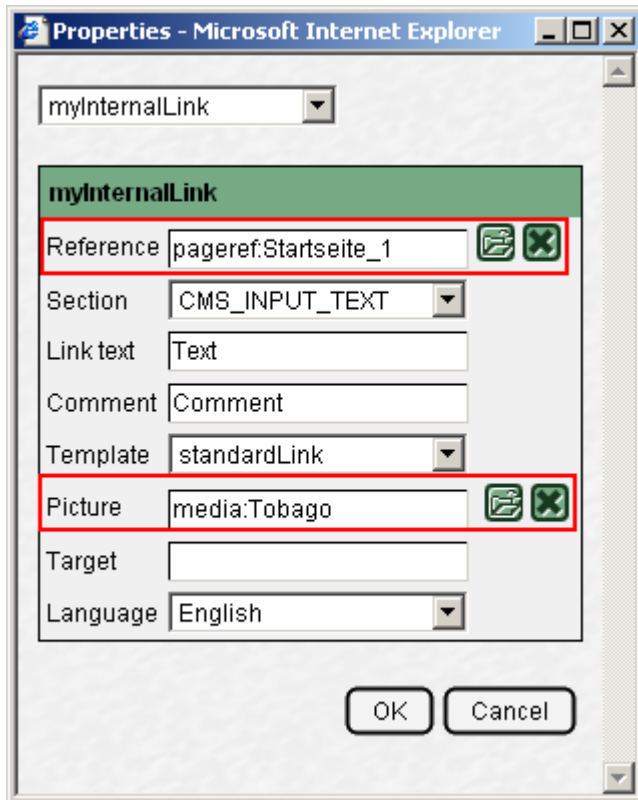 Properties - Microsoft Internet Explorer
myInternalLink
myInternalLink
Reference pageref:Startseite_1
Section CMS_INPUT_TEXT
Link text Text
Comment Comment
Template standardLink
Picture media:Tobago
Target
Language English
OK Cancel